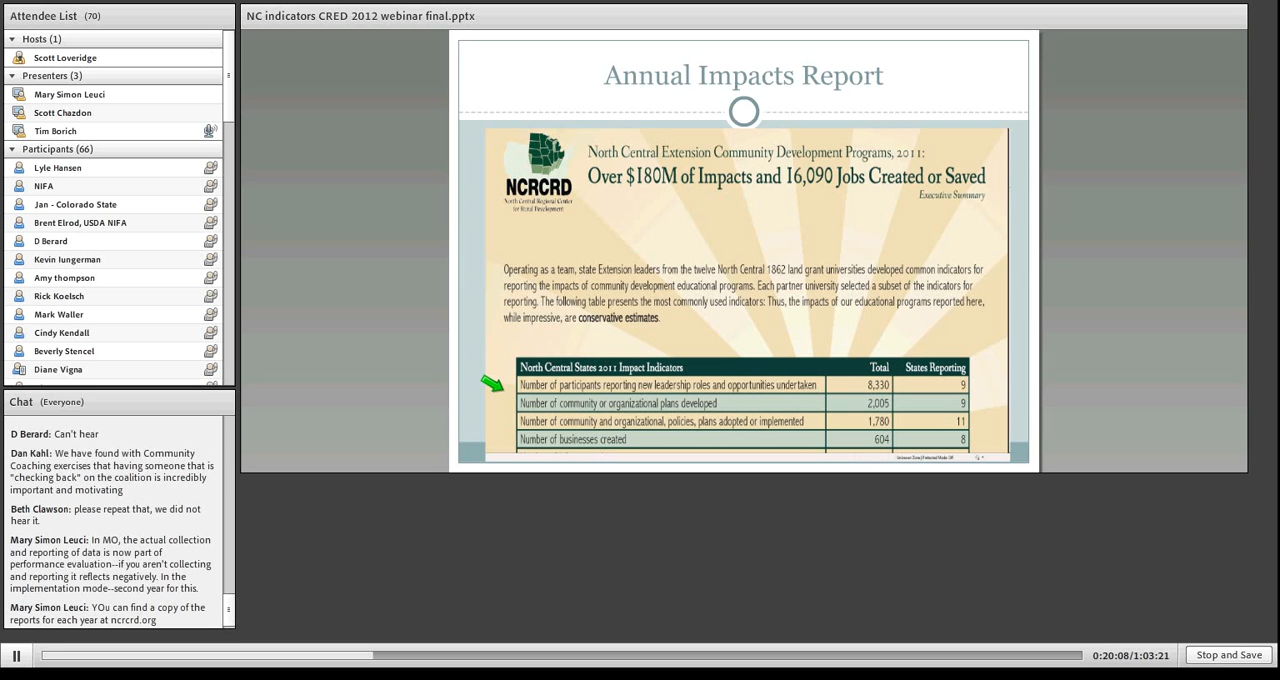 Attendee List (70)
Hosts (1)
Scott Loveridge
Presenters (3)
Mary Simon Leuci
Scott Chazdon
Tim Borich
Participants (66)
Lyle Hansen
NIFA
Jan - Colorado State
Brent Elrod, USDA NIFA
D Berard
Kevin Iungerman
Amy thompson
Rick Koelsch
Mark Waller
Cindy Kendall
Beverly Stencel
Diane Vigna
Chat (Everyone)
D Berard: Can't hear
Dan Kahl: We have found with Community
Coaching exercises that having someone that is
"checking back" on the coalition is incredibly
important and motivating
Beth Clawson: please repeat that, we did not
hear it.
Mary Simon Leuci: In MO, the actual collection
and reporting of data is now part of
performance evaluation--if you aren't collecting
and reporting it reflects negatively. In the
implementation mode--second year for this.
Mary Simon Leuci: YOu can find a copy of the
reports for each year at ncrcrd.org
NC indicators CRED 2012 webinar final.pptx
Annual Impacts Report
NCRCRD
North Central Regional Center
for Rural Development
North Central Extension Community Development Programs, 2011:
Over $180M of Impacts and 16,090 Jobs Created or Saved
Executive Summary
Operating as a team, state Extension leaders from the twelve North Central 1862 land grant universities developed common indicators for
reporting the impacts of community development educational programs. Each partner university selected a subset of the indicators for
reporting. The following table presents the most commonly used indicators: Thus, the impacts of our educational programs reported here,
while impressive, are conservative estimates.
North Central States 2011 Impact Indicators Total States Reporting
Number of participants reporting new leadership roles and opportunities undertaken 8,330 9
Number of community or organizational plans developed 2,005 9
Number of community and organizational, policies, plans adopted or implemented 1,780 11
Number of businesses created 604 8
0:20:08/1:03:21
Stop and Save